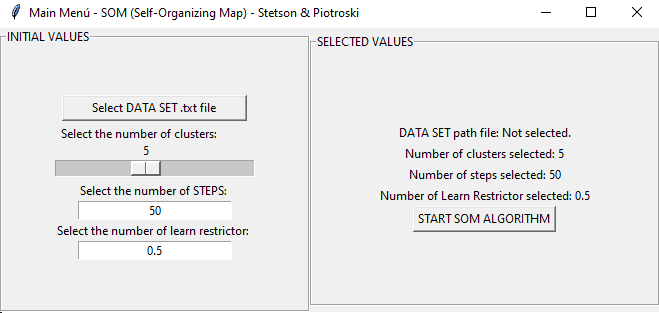 Main Menú - SOM (Self-Organizing Map) - Stetson & Piotroski
INITIAL VALUES
Select DATA SET .txt file
Select the number of clusters:
5
Select the number of STEPS:
50
Select the number of learn restrictor:
0.5
SELECTED VALUES
DATA SET path file: Not selected.
Number of clusters selected: 5
Number of steps selected: 50
Number of Learn Restrictor selected: 0.5
START SOM ALGORITHM